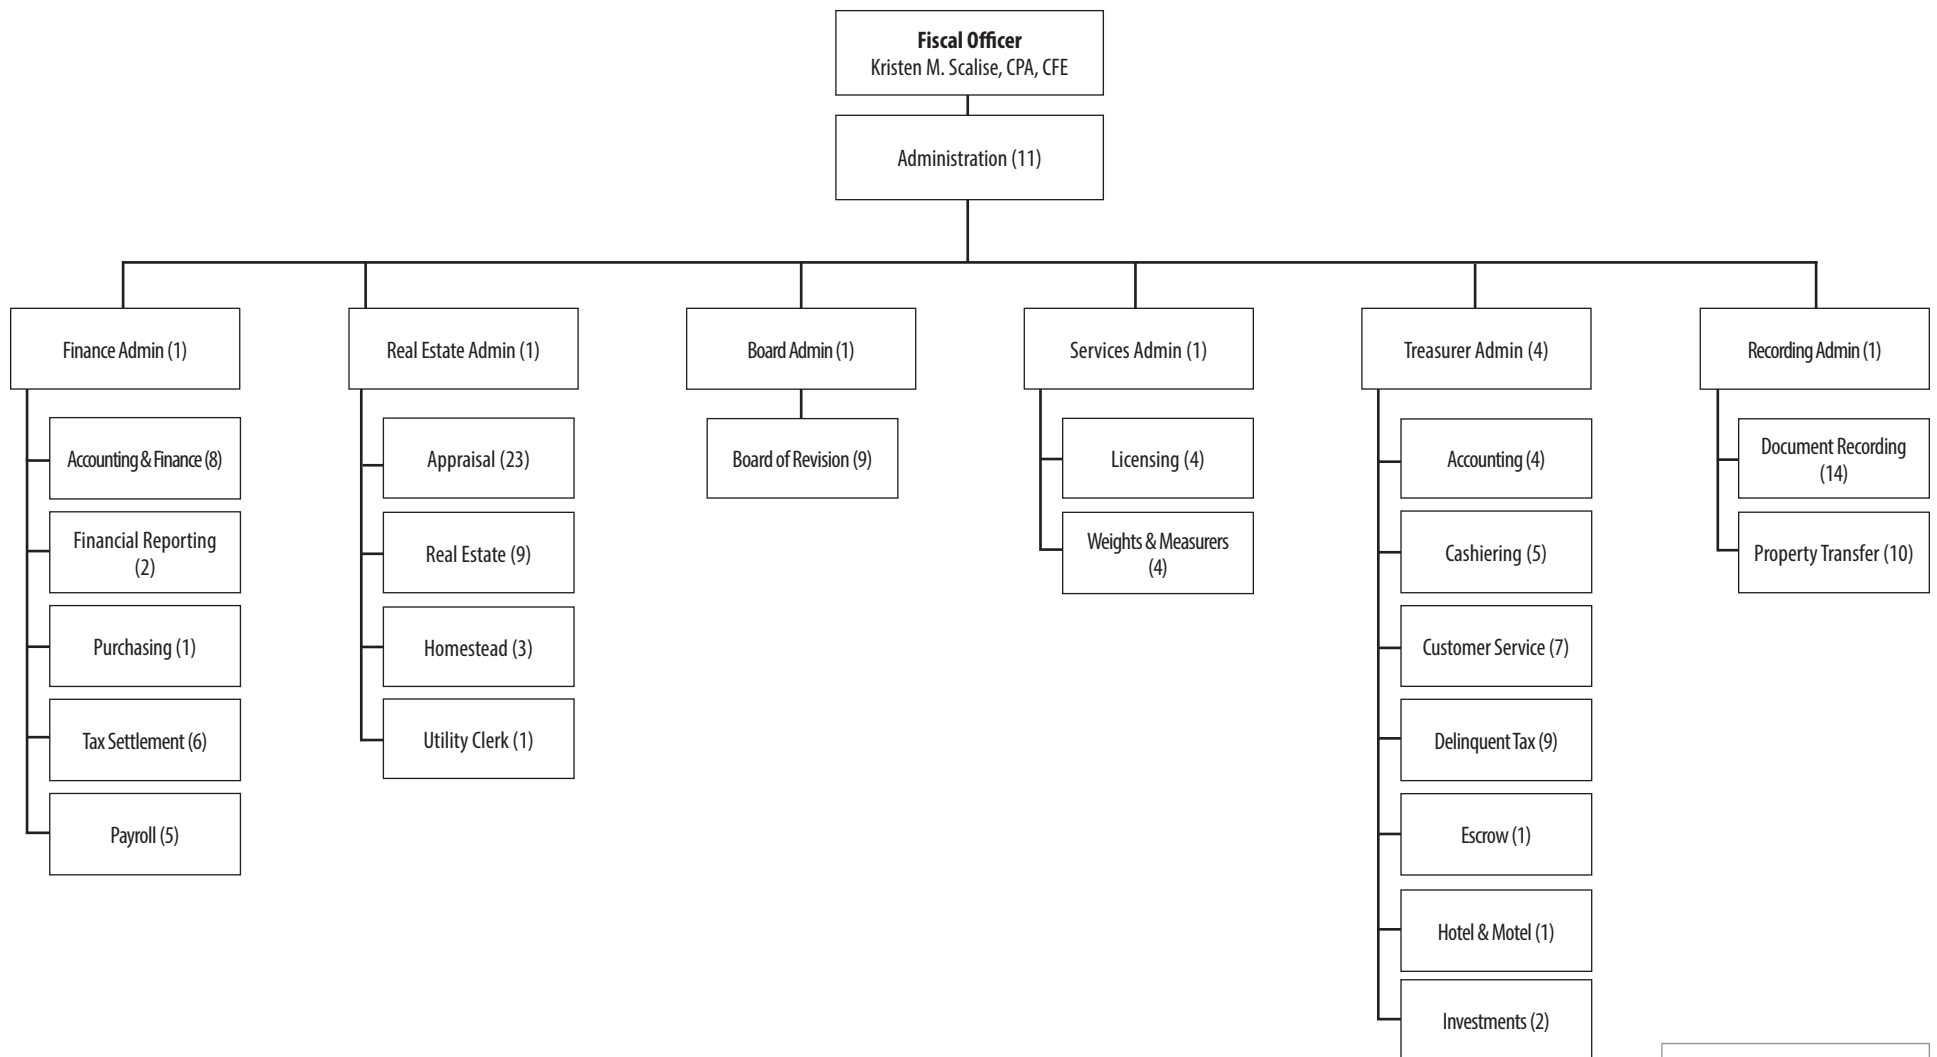 Fiscal Officer
Kristen M. Scalise, CPA, CFE
Administration (11)
Finance Admin (1)
Real Estate Admin (1)
Board Admin (1)
Services Admin (1)
Treasurer Admin (4)
Recording Admin (1)
Accounting & Finance (8)
Financial Reporting
(2)
Purchasing (1)
Tax Settlement (6)
Payroll (5)
Appraisal (23)
Real Estate (9)
Homestead (3)
Utility Clerk (1)
Board of Revision (9)
Licensing (4)
Weights & Measurers
(4)
Accounting (4)
Cashiering (5)
Customer Service (7)
Delinquent Tax (9)
Escrow (1)
Hotel & Motel (1)
Investments (2)
Document Recording
(14)
Property Transfer (10)